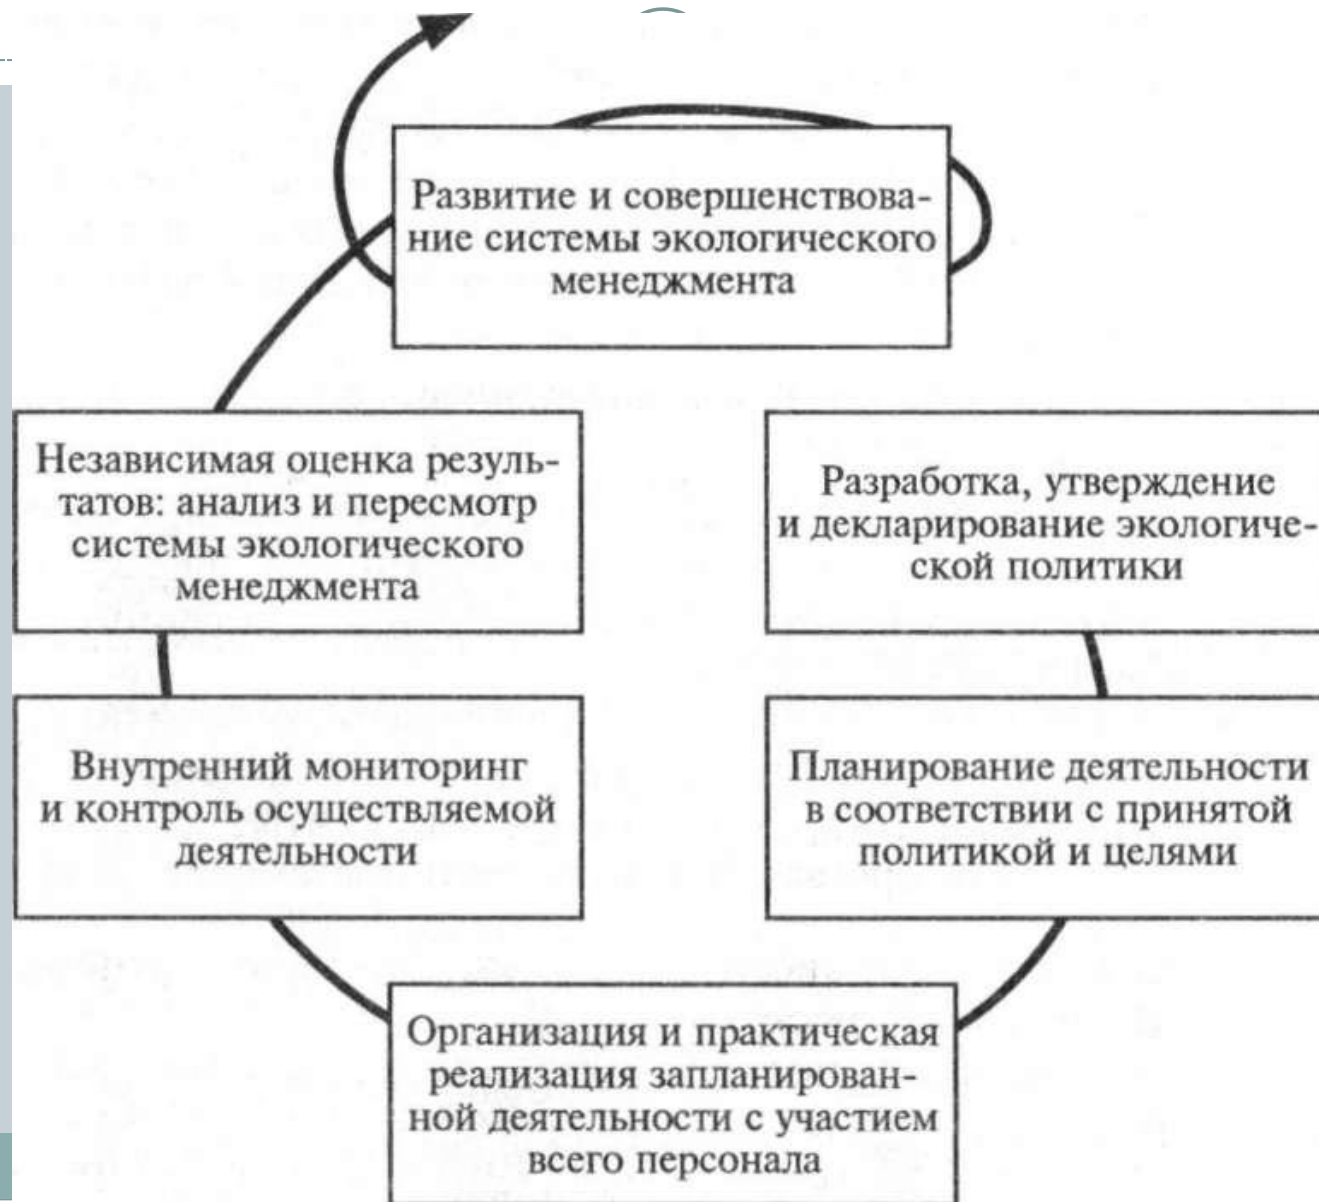 Развитие и совершенствова-
ние системы экологического
менеджмента
Независимая оценка резуль-
татов: анализ и пересмотр
системы экологического
менеджмента
Разработка, утверждение
и декларирование экологиче-
ской политики
Внутренний мониторинг
и контроль осуществляемой
деятельности
Планирование деятельности
в соответствии с принятой
политикой и целями
Организация и практическая
реализация запланирован-
ной деятельности с участием
всего персонала